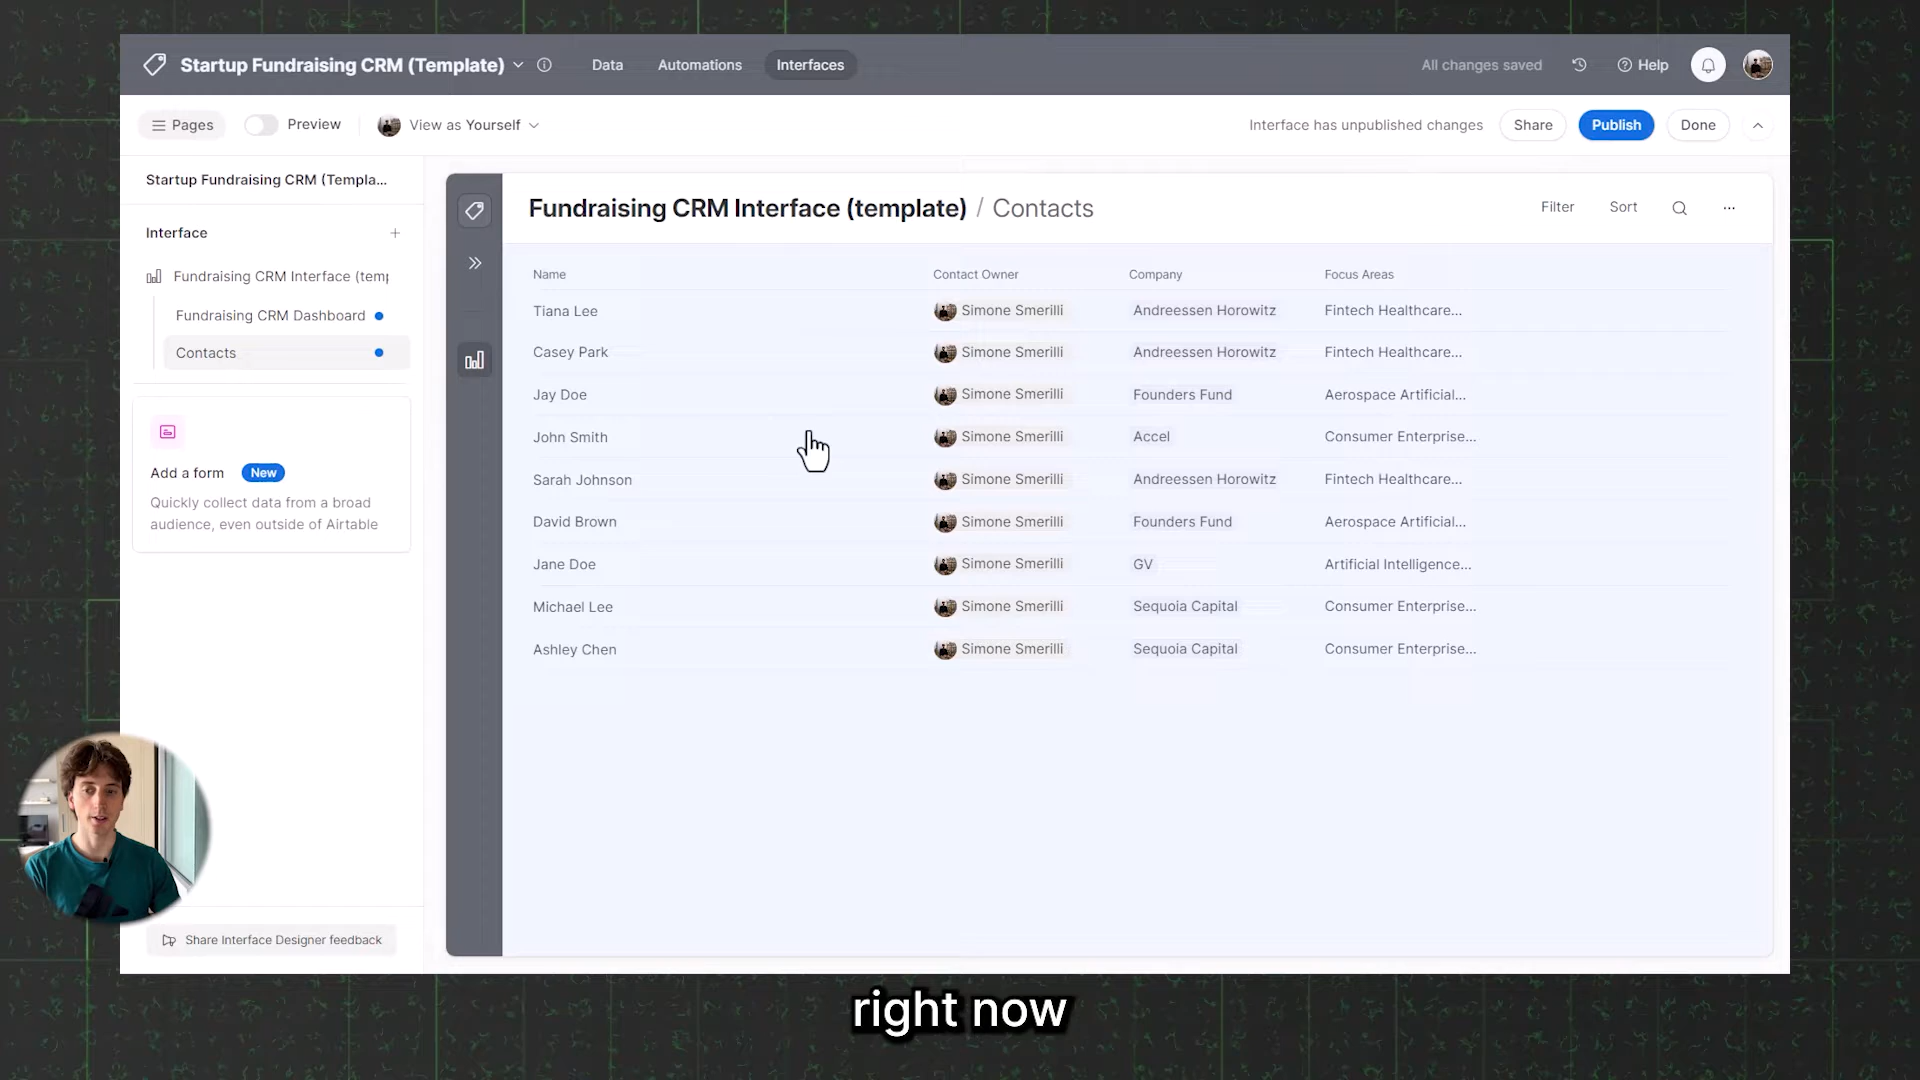 Startup Fundraising CRM (Template)
Data
Automations
Interfaces
All changes saved
Help
Pages
Preview
View as Yourself
Interface has unpublished changes
Share
Publish
Done
Startup Fundraising CRM (Templa...
Interface
Fundraising CRM Interface (temp
Fundraising CRM Dashboard
Contacts
Add a form New
Quickly collect data from a broad
audience, even outside of Airtable
Share Interface Designer feedback
Fundraising CRM Interface (template) / Contacts
Filter
Sort
...
Name Contact Owner Company Focus Areas
Tiana Lee Simone Smerilli Andreessen Horowitz Fintech Healthcare...
Casey Park Simone Smerilli Andreessen Horowitz Fintech Healthcare...
Jay Doe Simone Smerilli Founders Fund Aerospace Artificial...
John Smith Simone Smerilli Accel Consumer Enterprise...
Sarah Johnson Simone Smerilli Andreessen Horowitz Fintech Healthcare...
David Brown Simone Smerilli Founders Fund Aerospace Artificial...
Jane Doe Simone Smerilli GV Artificial Intelligence...
Michael Lee Simone Smerilli Sequoia Capital Consumer Enterprise...
Ashley Chen Simone Smerilli Sequoia Capital Consumer Enterprise...
right now